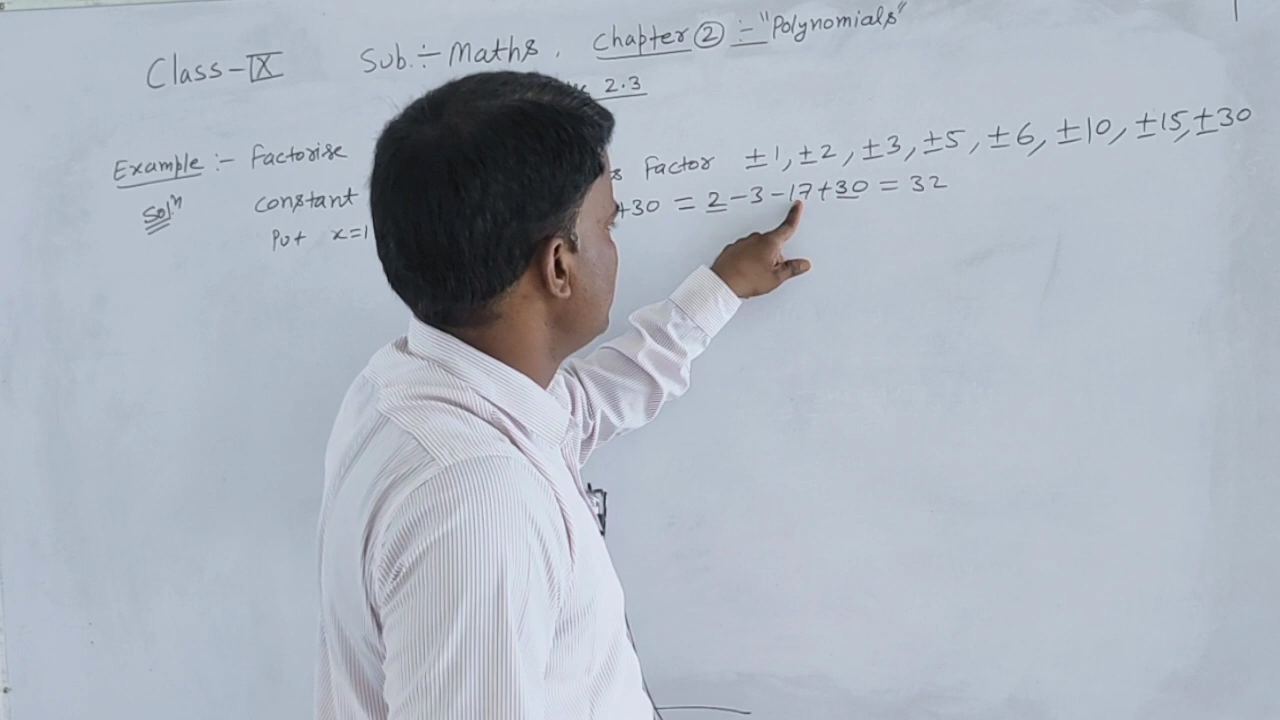 Class-IX Sub.:- Maths, Chapter ② :- "Polynomials"
2.3
Example :- Factorise
Solⁿ constant Factor ±1, ±2, ±3, ±5, ±6, ±10, ±15, ±30
Put x=1 +30 = 2-3-17+30 = 32